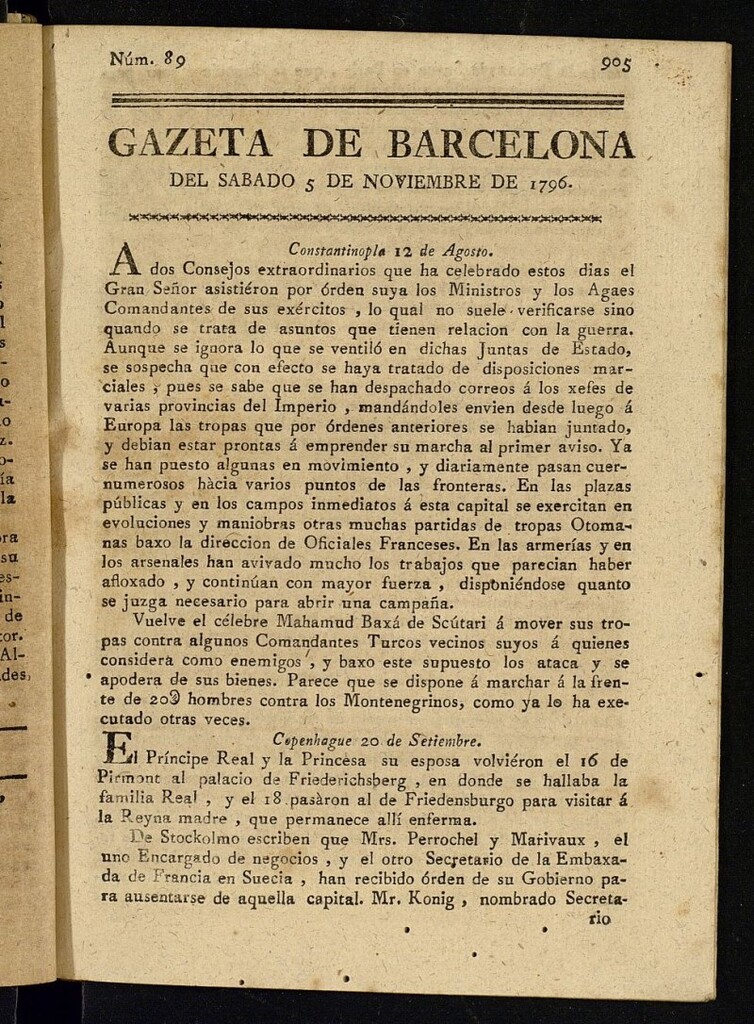 Núm. 89 905
GAZETA DE BARCELONA
DEL SABADO 5 DE NOVIEMBRE DE 1796.
Constantinopla 12 de Agosto.
A dos Consejos extraordinarios que ha celebrado estos dias el
Gran Señor asistiéron por órden suya los Ministros y los Agaes
Comandantes de sus exércitos , lo qual no suele verificarse sino
quando se trata de asuntos que tienen relacion con la guerra.
Aunque se ignora lo que se ventiló en dichas Juntas de Estado,
se sospecha que con efecto se haya tratado de disposiciones mar-
ciales , pues se sabe que se han despachado correos á los xefes de
varias provincias del Imperio , mandándoles envien desde luego á
Europa las tropas que por órdenes anteriores se habian juntado,
y debian estar prontas á emprender su marcha al primer aviso. Ya
se han puesto algunas en movimiento , y diariamente pasan cuer-
numerosos hàcia varios puntos de las fronteras. En las plazas
públicas y en los campos inmediatos á esta capital se exercitan en
evoluciones y maniobras otras muchas partidas de tropas Otoma-
nas baxo la direccion de Oficiales Franceses. En las armerías y en
los arsenales han avivado mucho los trabajos que parecian haber
afloxado , y continúan con mayor fuerza , disponiéndose quanto
se juzga necesario para abrir una campaña.
Vuelve el célebre Mahamud Baxá de Scútari á mover sus tro-
pas contra algunos Comandantes Turcos vecinos suyos á quienes
considera como enemigos , y baxo este supuesto los ataca y se
apodera de sus bienes. Parece que se dispone á marchar á la fren-
te de 20@ hombres contra los Montenegrinos, como ya lo ha exe-
cutado otras veces.
Copenhague 20 de Setiembre.
El Príncipe Real y la Princesa su esposa volviéron el 16 de
Pirmont al palacio de Friederichsberg , en donde se hallaba la
familia Real , y el 18 pasàron al de Friedensburgo para visitar á
la Reyna madre , que permanece allí enferma.
De Stockolmo escriben que Mrs. Perrochel y Marivaux , el
uno Encargado de negocios , y el otro Secretario de la Embaxa-
da de Francia en Suecia , han recibido órden de su Gobierno pa-
ra ausentarse de aquella capital. Mr. Konig , nombrado Secreta-
rio